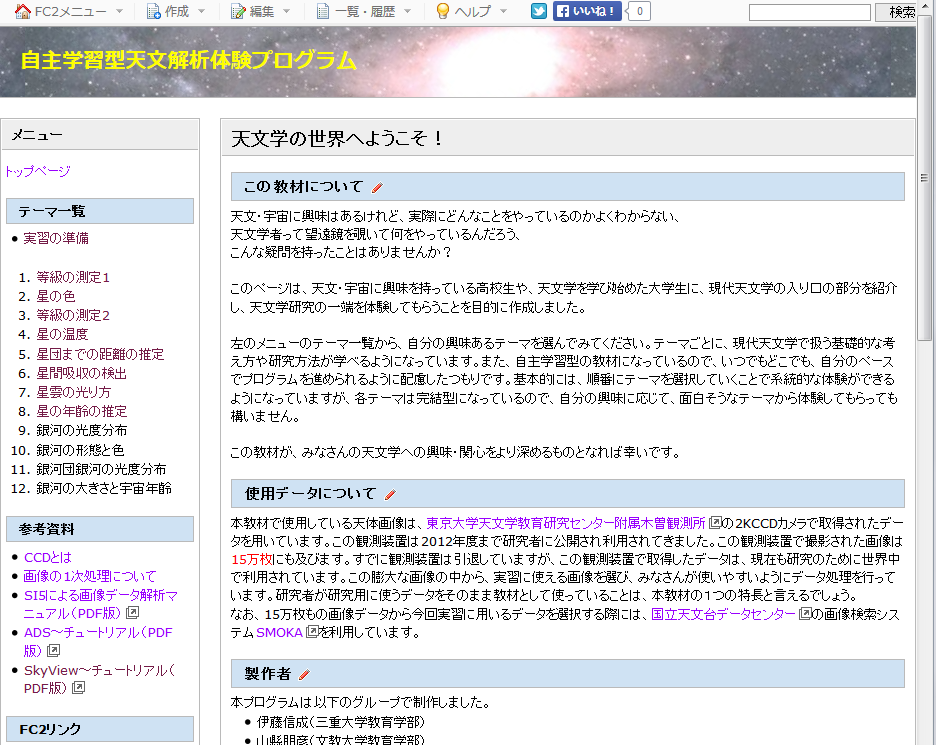 FC2メニュー 作成 編集 一覧・履歴 ヘルプ いいね! 0 検索
自主学習型天文解析体験プログラム
メニュー
トップページ
テーマ一覧
• 実習の準備
1. 等級の測定1
2. 星の色
3. 等級の測定2
4. 星の温度
5. 星団までの距離の推定
6. 星間吸収の検出
7. 星雲の光り方
8. 星の年齢の推定
9. 銀河の光度分布
10. 銀河の形態と色
11. 銀河団銀河の光度分布
12. 銀河の大きさと宇宙年齢
参考資料
• CCDとは
• 画像の1次処理について
• SI5による画像データ解析マ
ニュアル(PDF版)
• ADS～チュートリアル(PDF
版)
• SkyView～チュートリアル(
PDF版)
FC2リンク
天文学の世界へようこそ！
この教材について
天文・宇宙に興味はあるけれど、実際にどんなことをやっているのかよくわからない、
天文学者って望遠鏡を覗いて何をやっているんだろう、
こんな疑問を持ったことはありませんか？
このページは、天文・宇宙に興味を持っている高校生や、天文学を学び始めた大学生に、現代天文学の入り口の部分を紹介
し、天文学研究の一端を体験してもらうことを目的に作成しました。
左のメニューのテーマ一覧から、自分の興味あるテーマを選んでみてください。テーマごとに、現代天文学で扱う基礎的な考
え方や研究方法が学べるようになっています。また、自主学習型の教材になっているので、いつでもどこでも、自分のペース
でプログラムを進められるように配慮したつもりです。基本的には、順番にテーマを選択していくことで系統的な体験ができる
ようになっていますが、各テーマは完結型になっているので、自分の興味に応じて、面白そうなテーマから体験してもらっても
構いません。
この教材が、みなさんの天文学への興味・関心をより深めるものとなれば幸いです。
使用データについて
本教材で使用している天体画像は、東京大学天文学教育研究センター附属木曽観測所の2KCCDカメラで取得されたデー
タを用いています。この観測装置は2012年度まで研究者に公開され利用されてきました。この観測装置で撮影された画像は
15万枚にも及びます。すでに観測装置は引退していますが、この観測装置で取得したデータは、現在も研究のために世界中
で利用されています。この膨大な画像の中から、実習に使える画像を選び、みなさんが使いやすいようにデータ処理を行って
います。研究者が研究用に使うデータをそのまま教材として使っていることは、本教材の1つの特長と言えるでしょう。
なお、15万枚もの画像データから今回実習に用いるデータを選択する際には、国立天文台データセンターの画像検索シス
テムSMOKAを利用しています。
製作者
本プログラムは以下のグループで制作しました。
• 伊藤信成(三重大学教育学部)
• 山縣朋彦(文教大学教育学部)